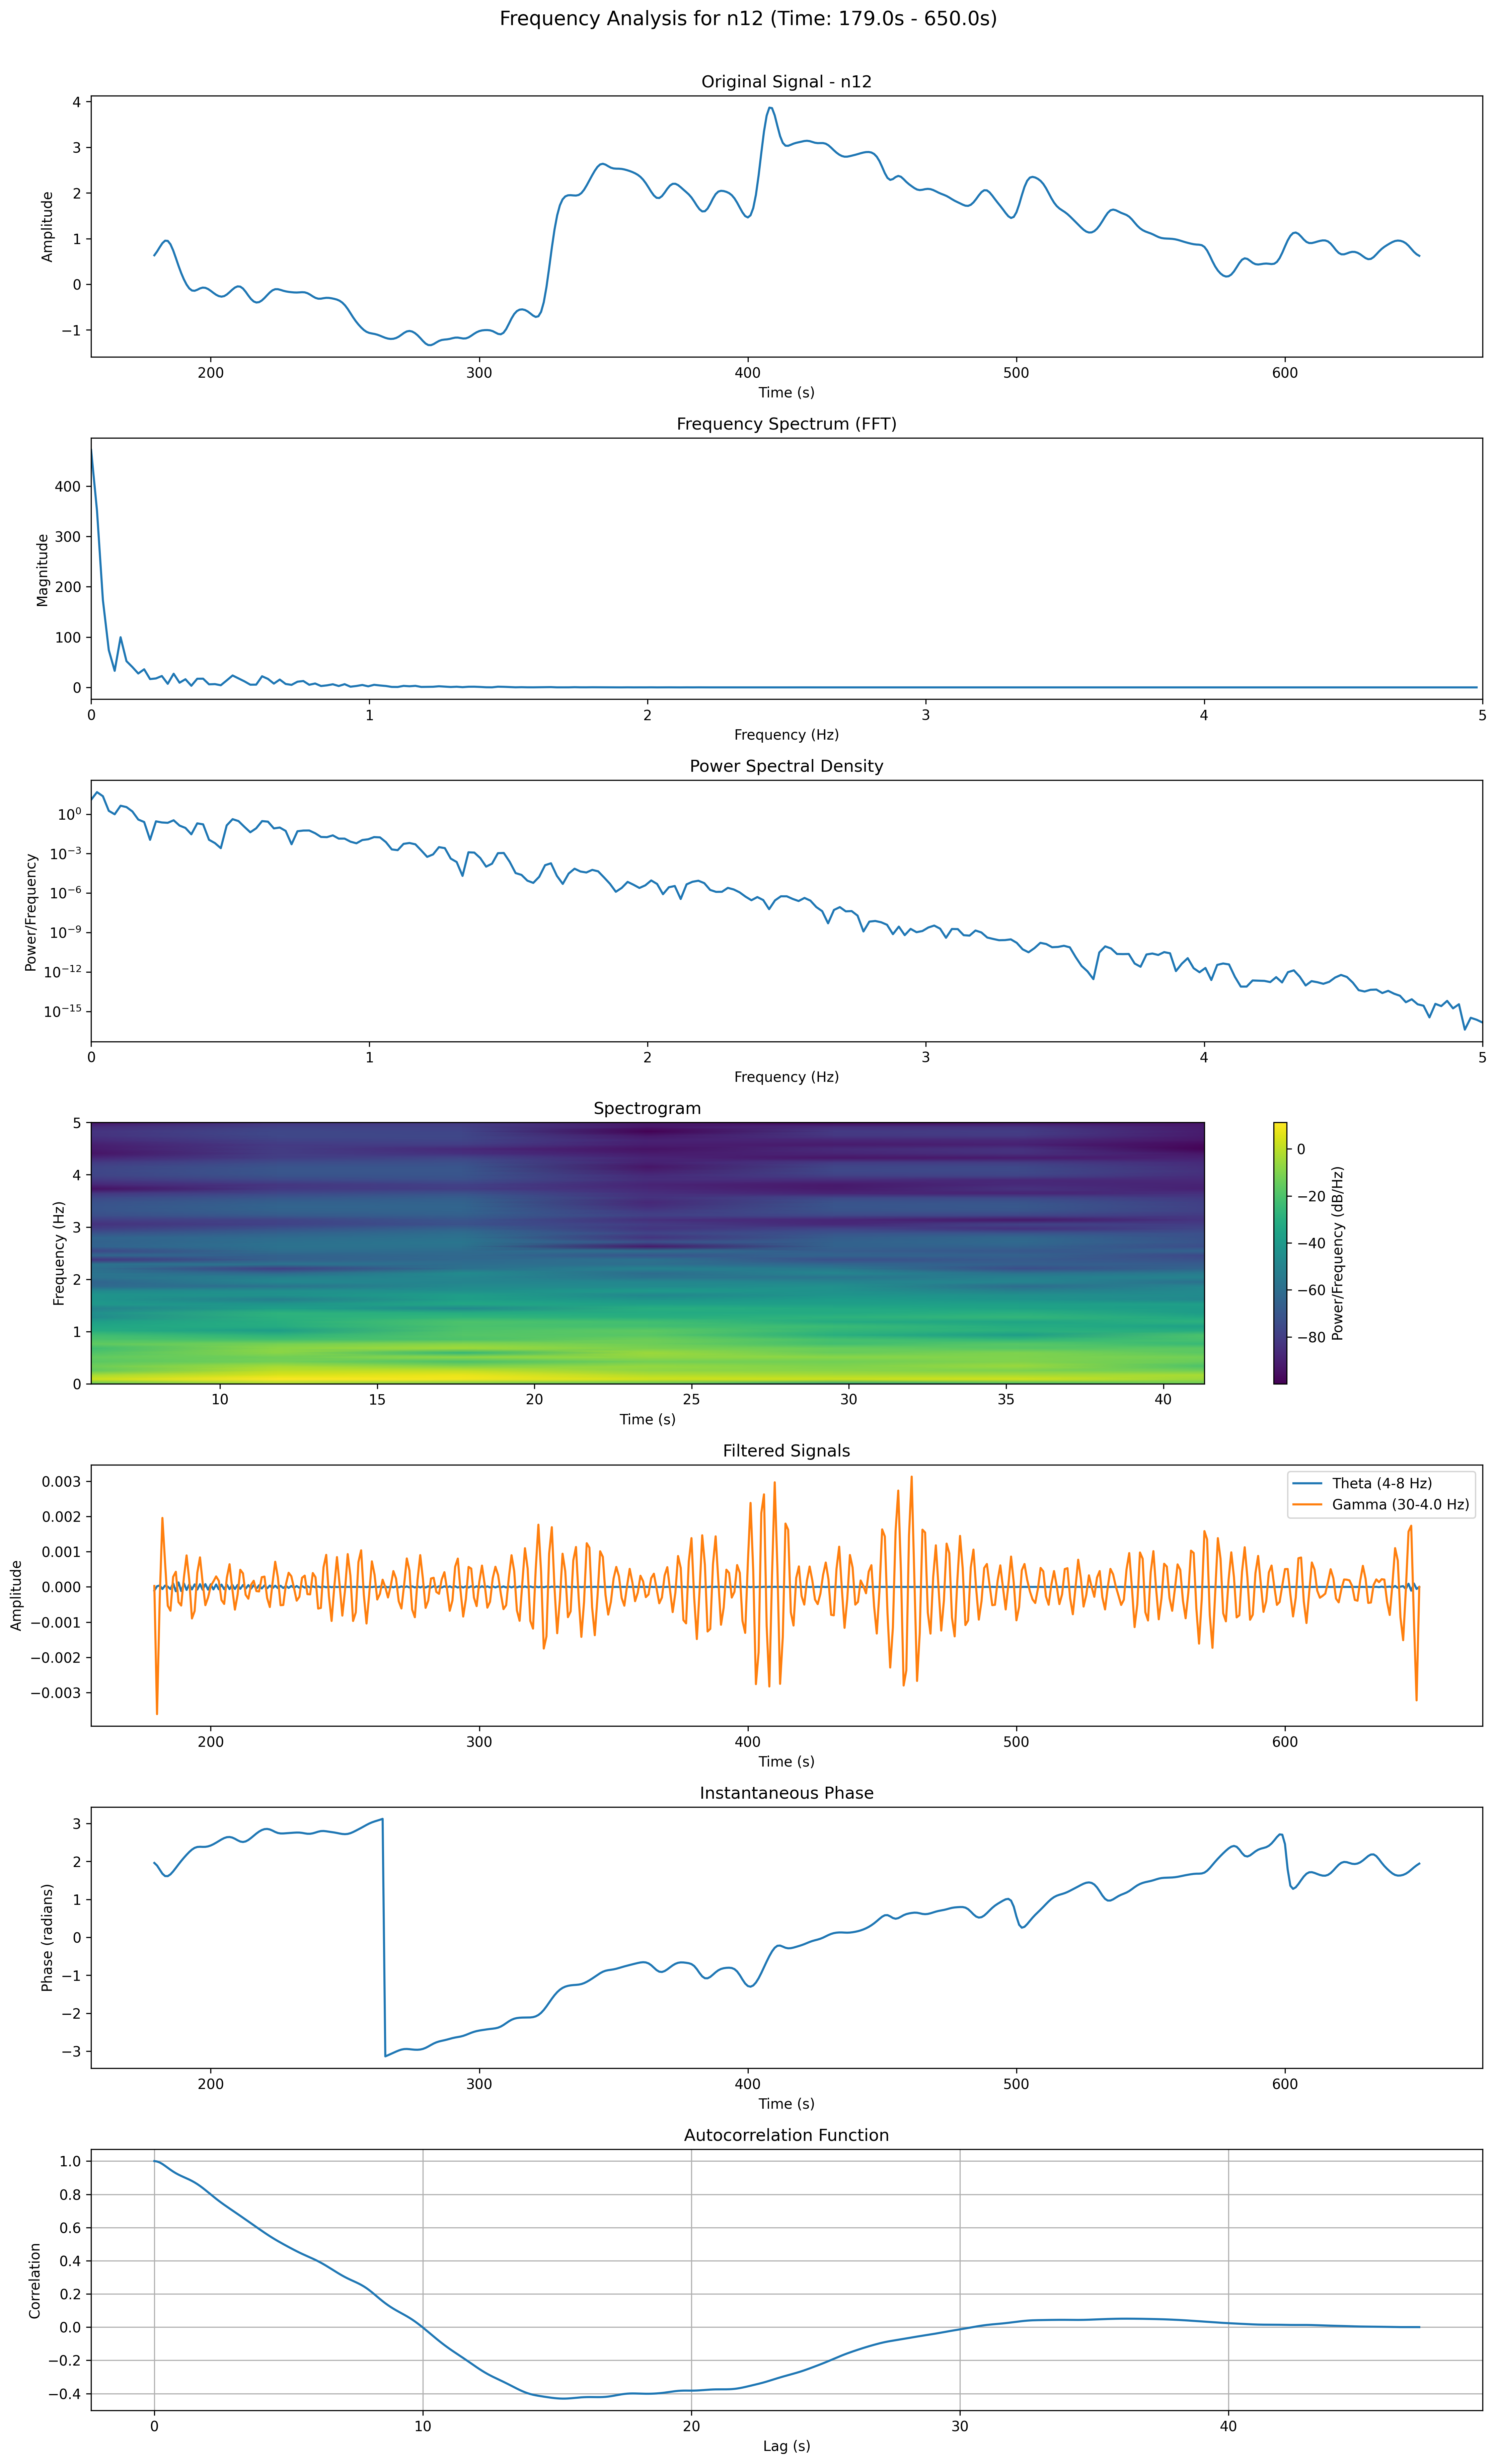 Frequency Analysis for n12 (Time: 179.0s - 650.0s)
Original Signal - n12
4
3
2
1
0
−1
Amplitude
200 300 400 500 600
Time (s)
Frequency Spectrum (FFT)
400
300
200
100
0
Magnitude
0 1 2 3 4 5
Frequency (Hz)
Power Spectral Density
10⁰
10⁻³
10⁻⁶
10⁻⁹
10⁻¹²
10⁻¹⁵
Power/Frequency
0 1 2 3 4 5
Frequency (Hz)
Spectrogram
5
4
3
2
1
0
Frequency (Hz)
10 15 20 25 30 35 40
Time (s)
0
−20
−40
−60
−80
Power/Frequency (dB/Hz)
Filtered Signals
0.003
0.002
0.001
0.000
−0.001
−0.002
−0.003
Amplitude
Theta (4-8 Hz)
Gamma (30-4.0 Hz)
200 300 400 500 600
Time (s)
Instantaneous Phase
3
2
1
0
−1
−2
−3
Phase (radians)
200 300 400 500 600
Time (s)
Autocorrelation Function
1.0
0.8
0.6
0.4
0.2
0.0
−0.2
−0.4
Correlation
0 10 20 30 40
Lag (s)